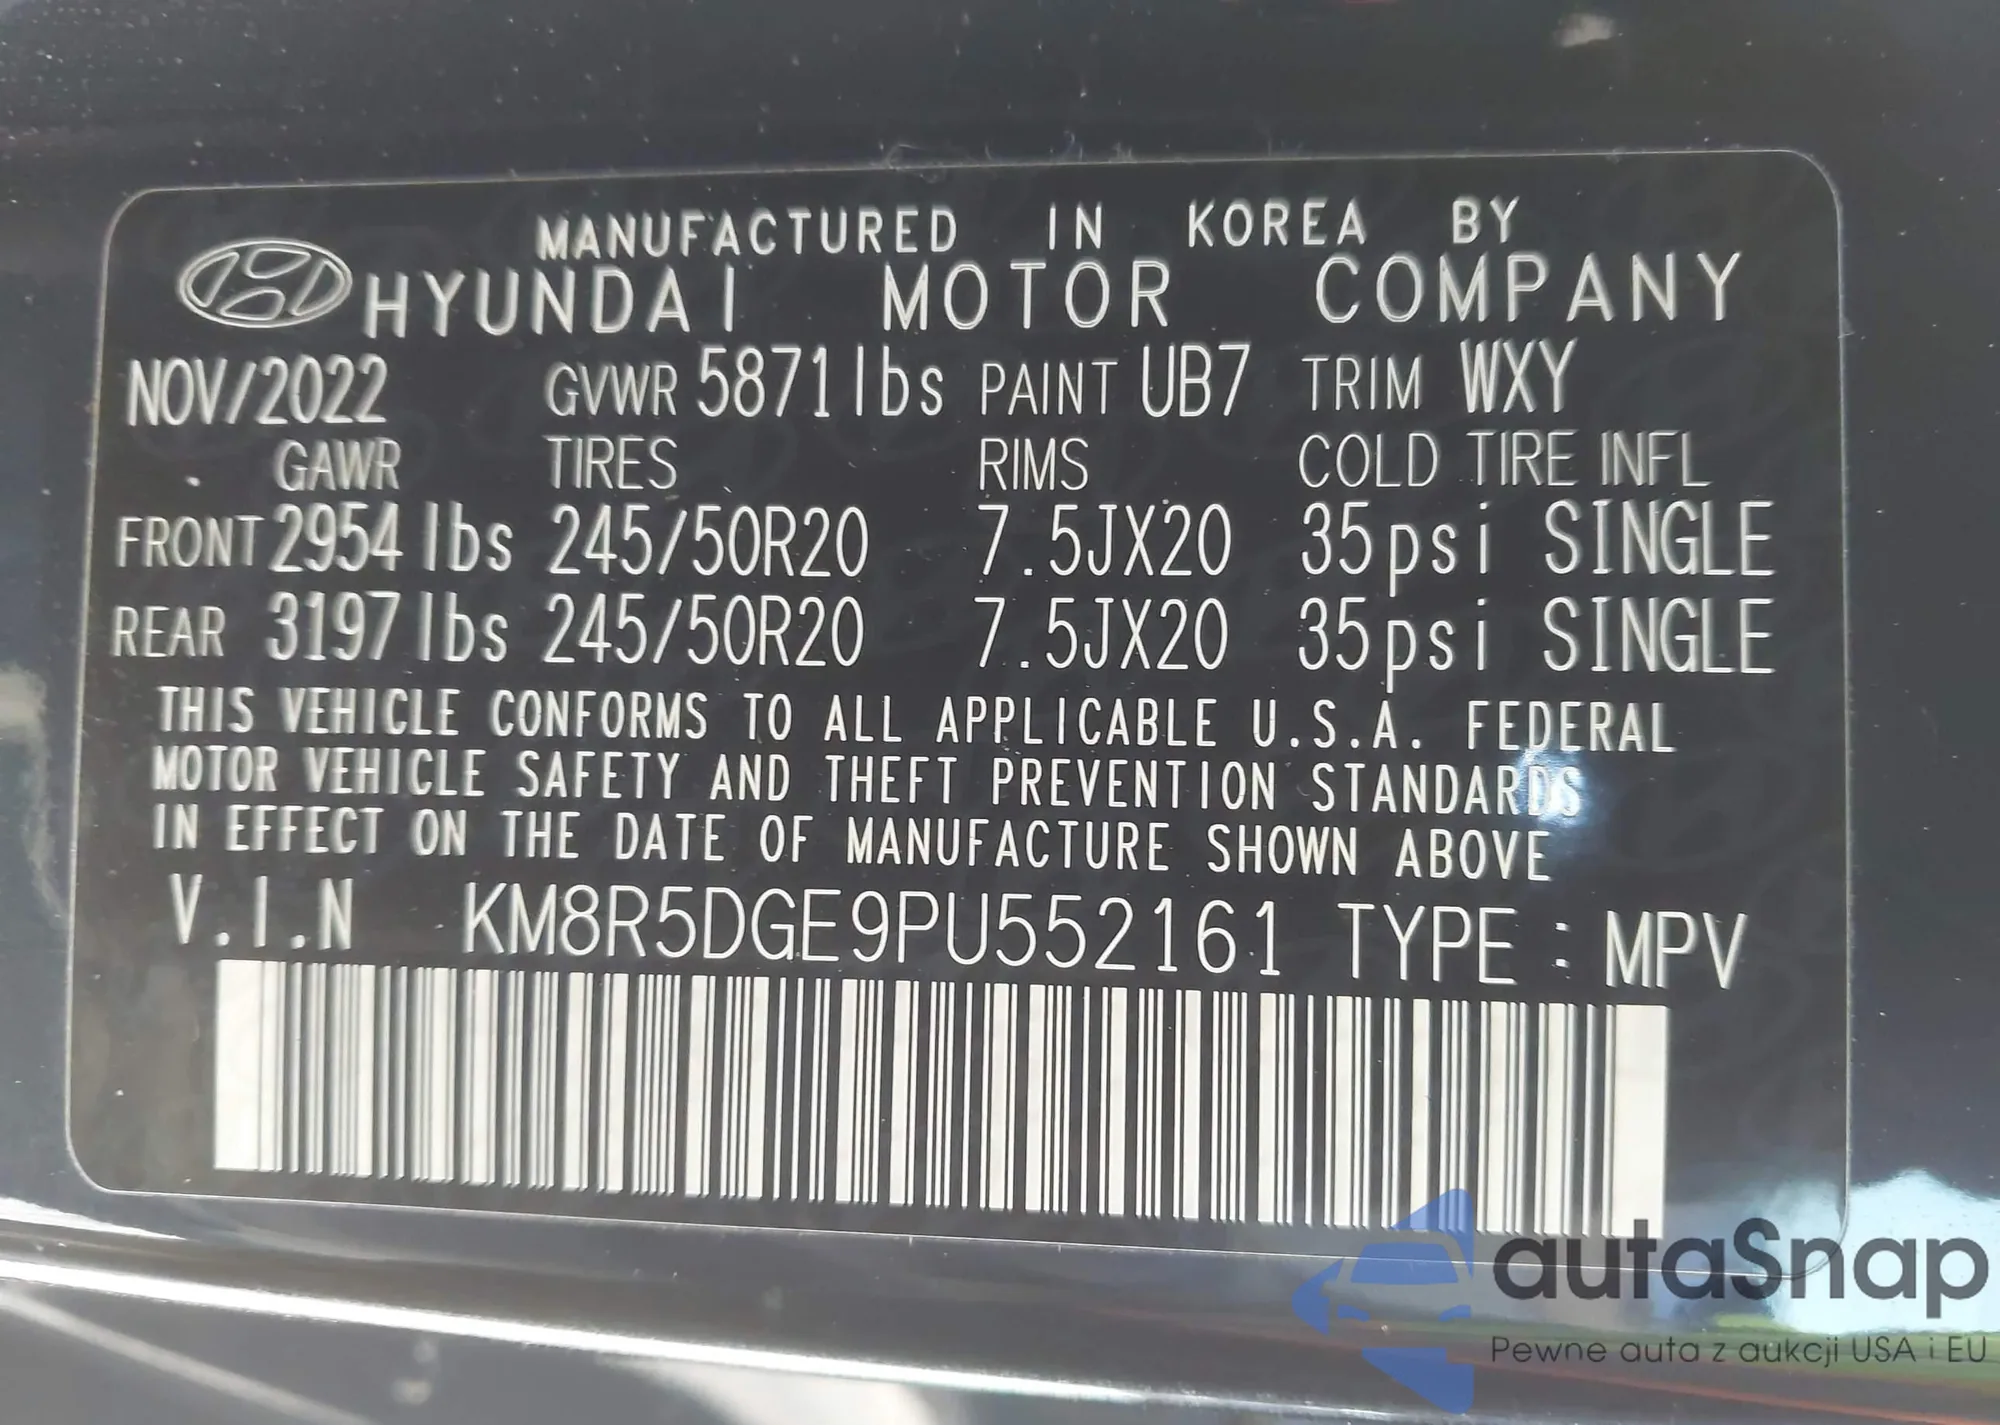 MANUFACTURED IN KOREA BY
HYUNDAI MOTOR COMPANY
NOV/2022 GVWR 5871lbs PAINT UB7 TRIM WXY
GAWR TIRES RIMS COLD TIRE INFL
FRONT 2954 lbs 245/50R20 7.5JX20 35psi SINGLE
REAR 3197 lbs 245/50R20 7.5JX20 35psi SINGLE
THIS VEHICLE CONFORMS TO ALL APPLICABLE U.S.A. FEDERAL
MOTOR VEHICLE SAFETY AND THEFT PREVENTION STANDARDS
IN EFFECT ON THE DATE OF MANUFACTURE SHOWN ABOVE
V.I.N KM8R5DGE9PU552161 TYPE : MPV
autaSnap
Pewne auta z aukcji USA i EU